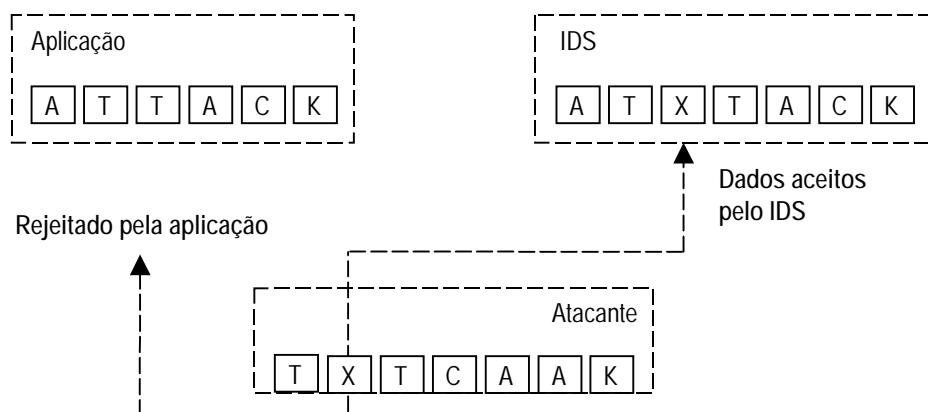 Aplicação
A T T A C K
IDS
A T X T A C K
Dados aceitos
pelo IDS
Rejeitado pela aplicação
Atacante
T X T C A A K